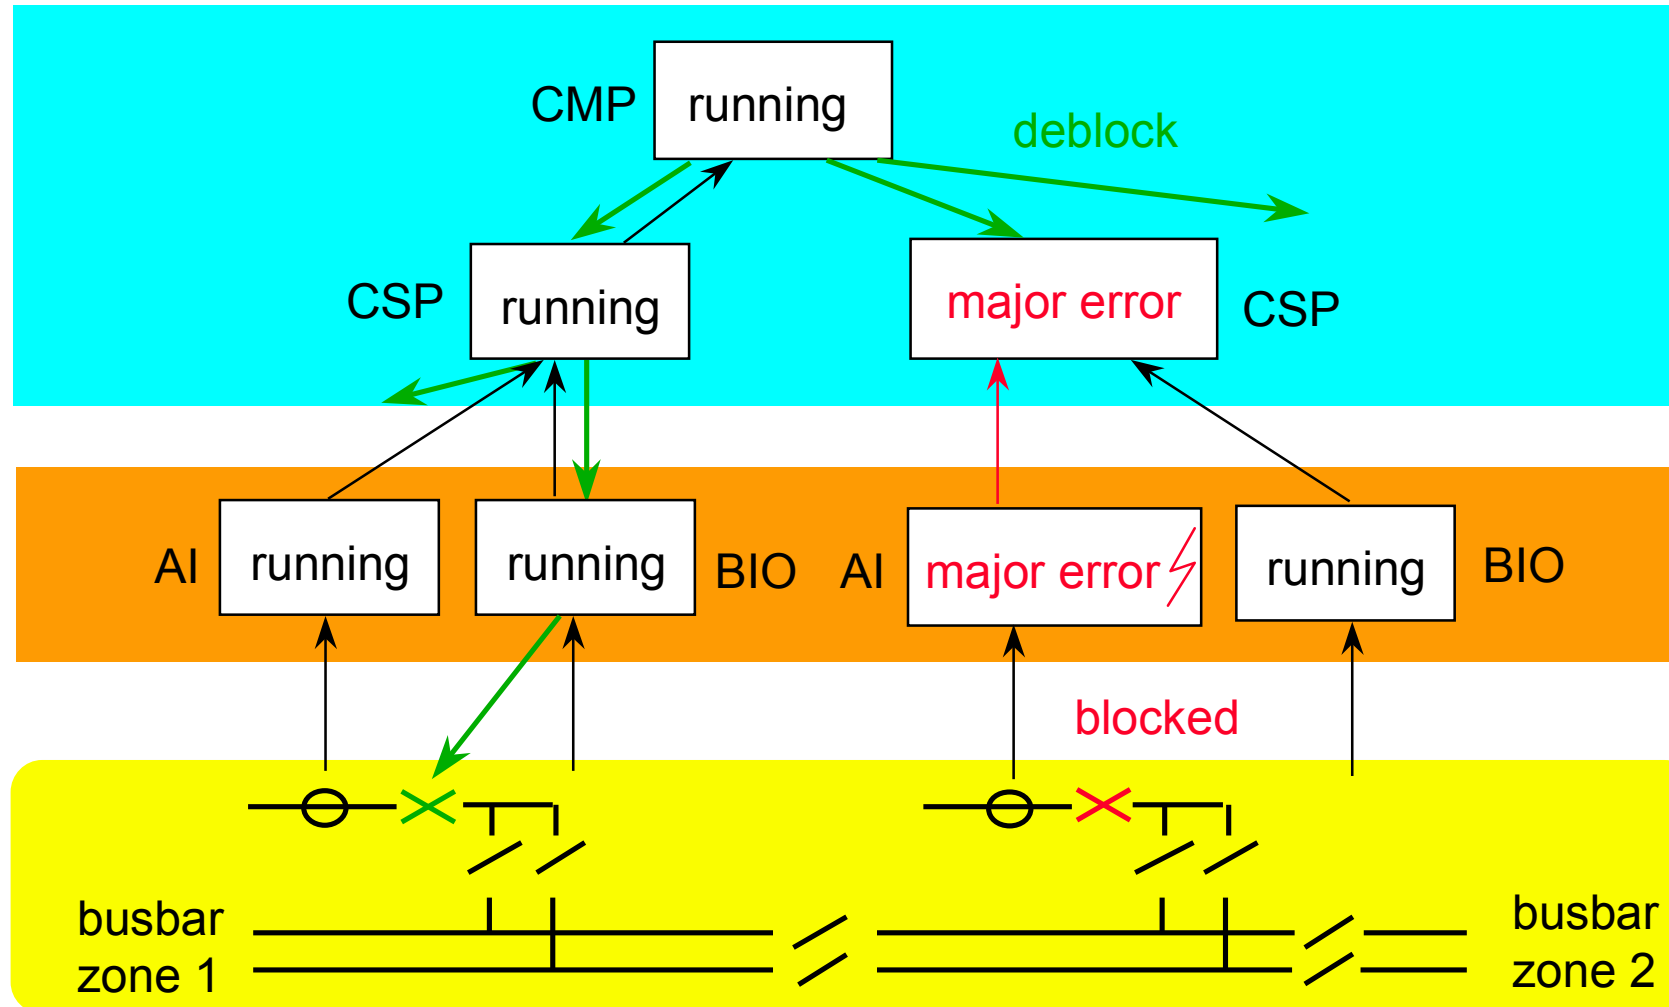 CMP
running
deblock
CSP
running
major error
CSP
AI
running
running
BIO
AI
major error
running
BIO
blocked
busbar
zone 1
busbar
zone 2